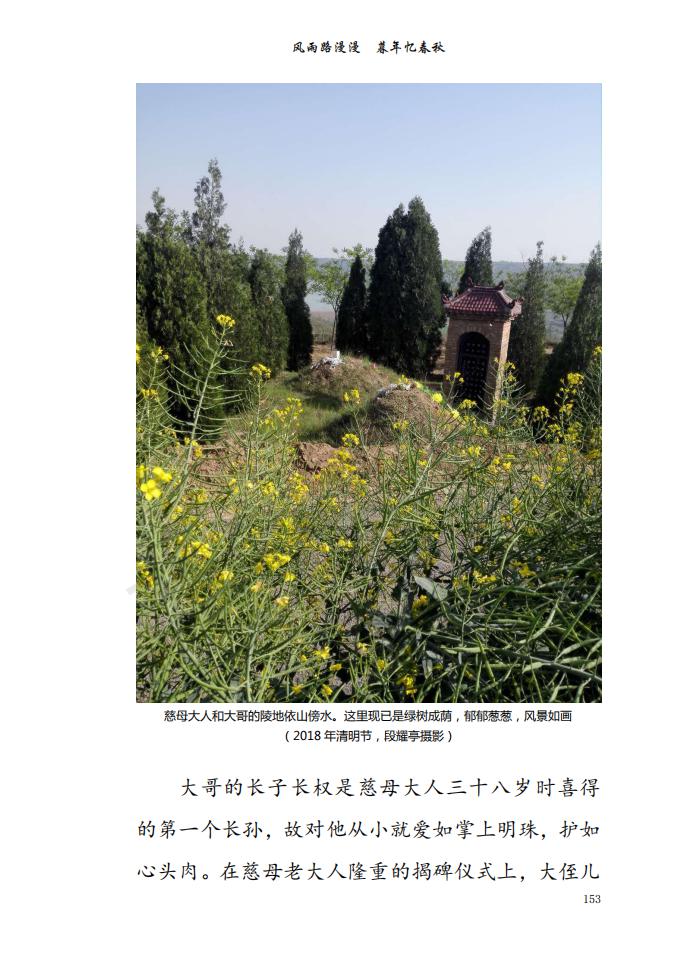 风雨路漫漫 暮年忆春秋
慈母大人和大哥的陵地依山傍水。这里现已是绿树成荫，郁郁葱葱，风景如画
（2018 年清明节，段耀亭摄影）
大哥的长子长权是慈母大人三十八岁时喜得
的第一个长孙，故对他从小就爱如掌上明珠，护如
心头肉。在慈母老大人隆重的揭碑仪式上，大侄儿
153